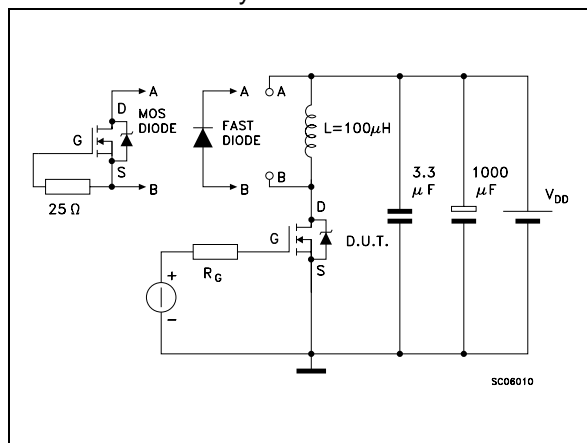 y
A
A
A
D
MOS
DIODE
FAST
DIODE
G
L=100μH
S
B
B
B
25 Ω
3.3
μF
1000
μF
V_DD
D
G
D.U.T.
S
R_G
+
-
SC06010